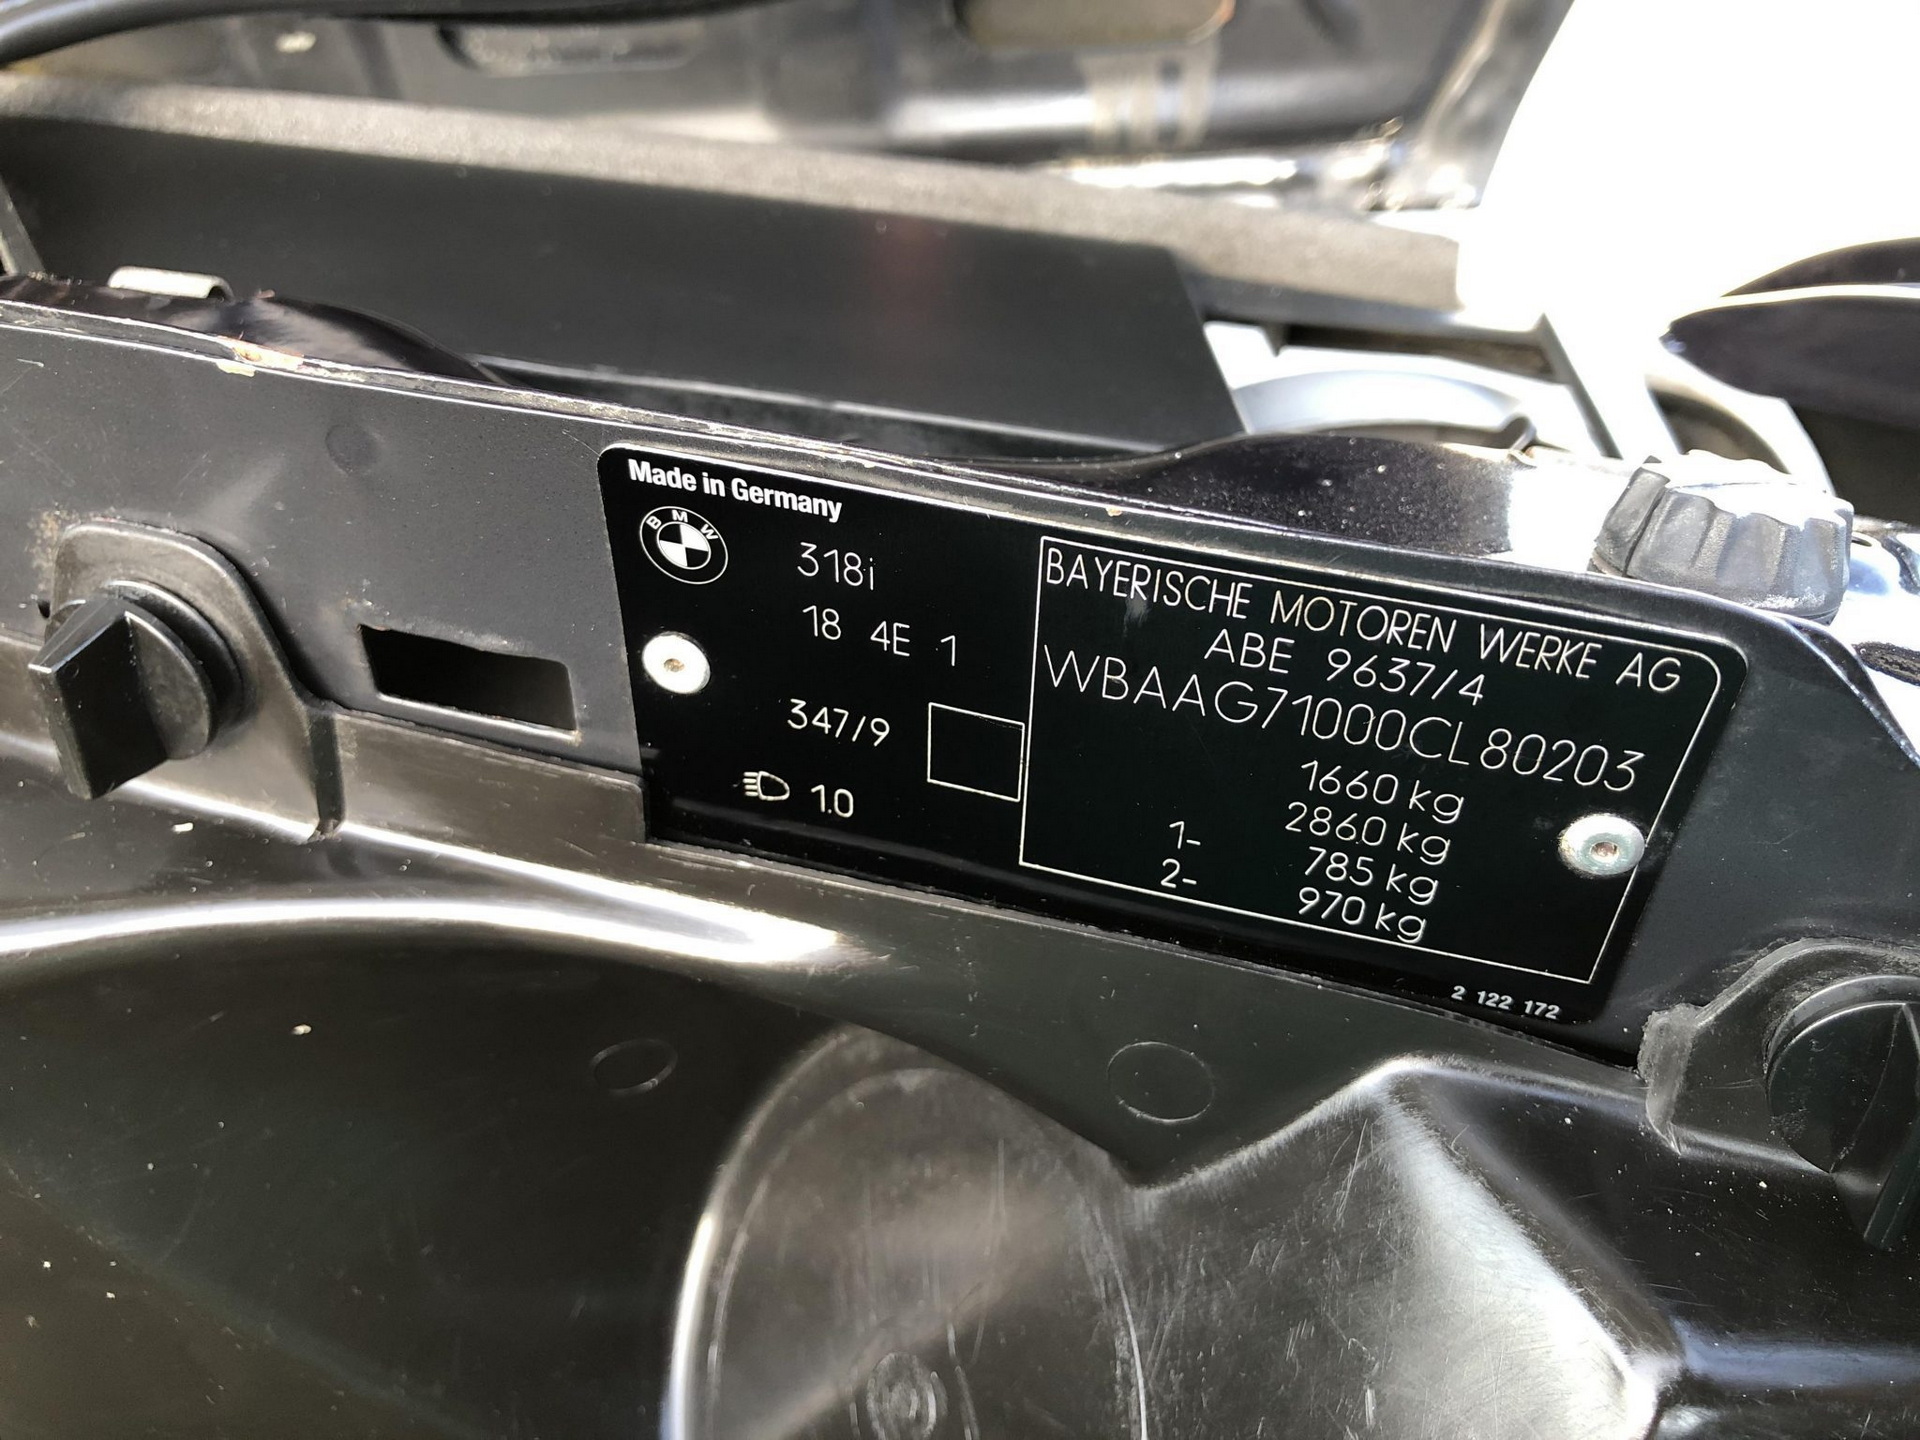 Made in Germany
BMW
318i
18 4E 1
347/9
1.0
BAYERISCHE MOTOREN WERKE AG
ABE 9637/4
WBAAG71000CL80203
1660 kg
2860 kg
1- 785 kg
2- 970 kg
2 122 172